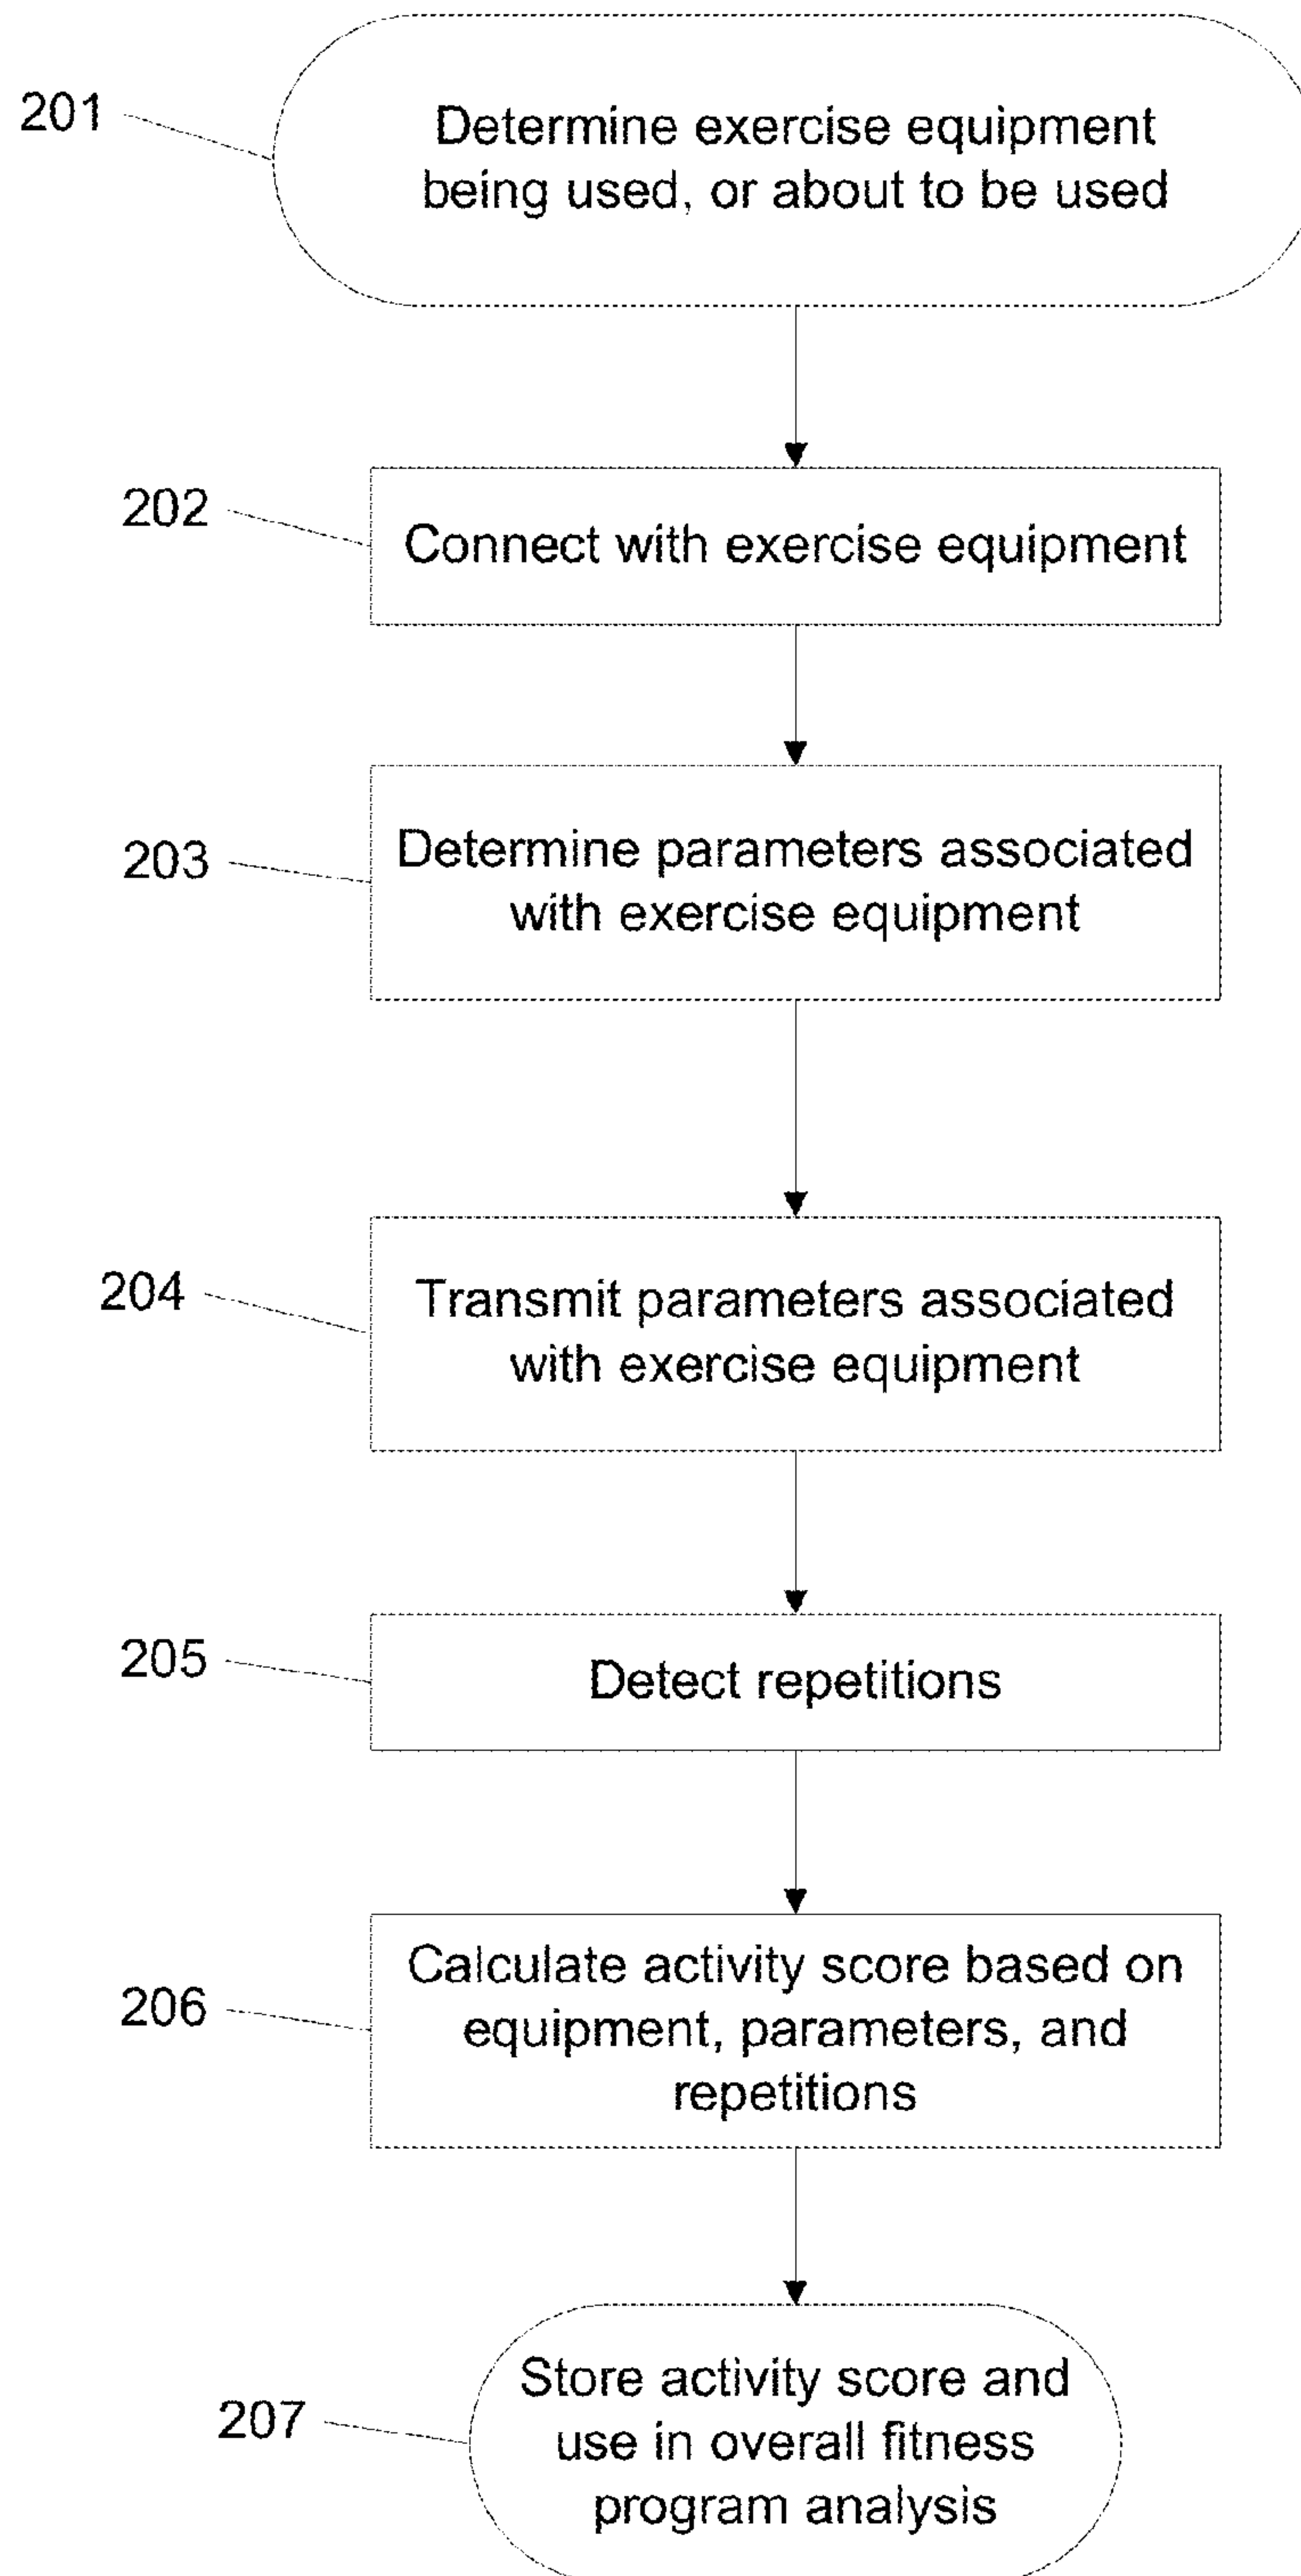 201
Determine exercise equipment
being used, or about to be used
202
Connect with exercise equipment
203
Determine parameters associated
with exercise equipment
204
Transmit parameters associated
with exercise equipment
205
Detect repetitions
206
Calculate activity score based on
equipment, parameters, and
repetitions
207
Store activity score and
use in overall fitness
program analysis